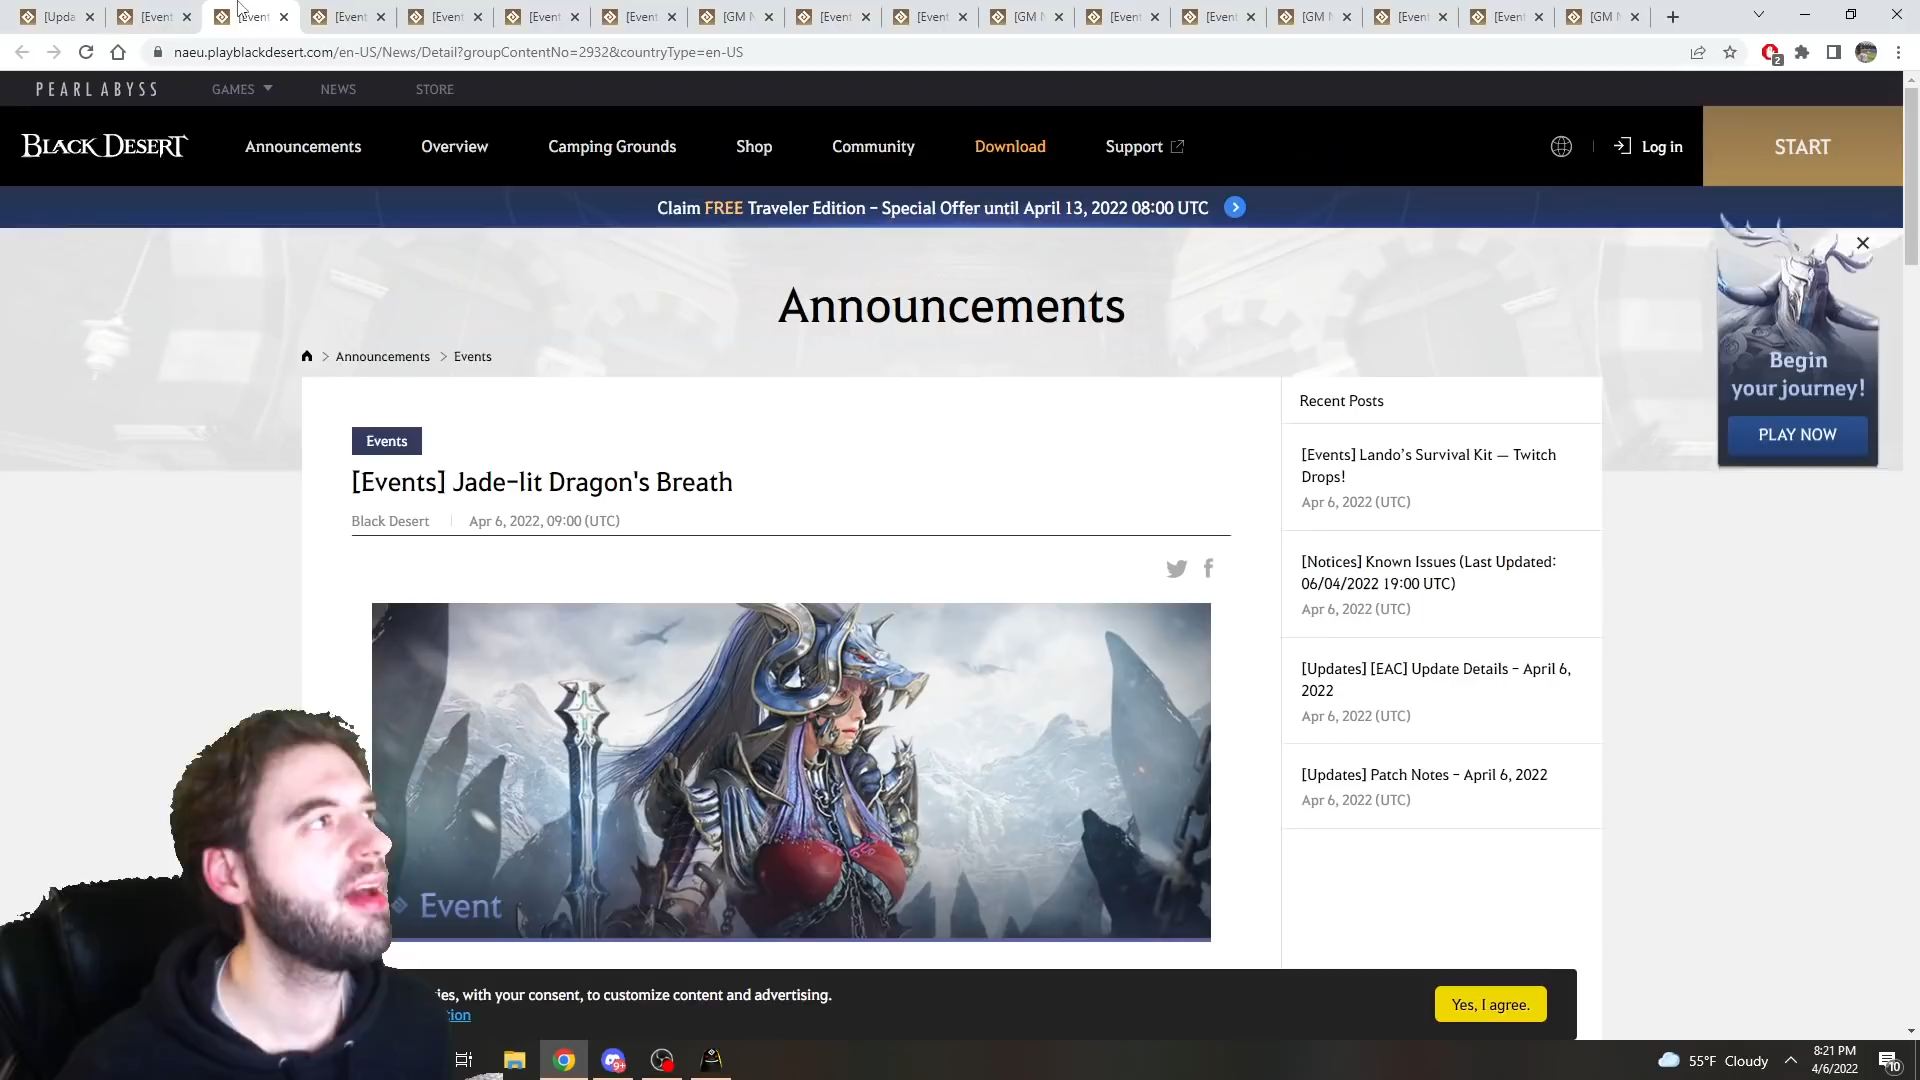 [Upda
[Event
[Event
[Event
[Event
[Event
[Event
[GM N
[Event
[Event
[GM N
[Event
[Event
[GM N
[Event
[Event
[GM N
naeu.playblackdesert.com/en-US/News/Detail?groupContentNo=2932&countryType=en-US
2
PEARL ABYSS
GAMES
NEWS
STORE
BLACK DESERT
Announcements
Overview
Camping Grounds
Shop
Community
Download
Support
Log in
START
Claim FREE Traveler Edition – Special Offer until April 13, 2022 08:00 UTC
Announcements
Announcements > Events
Begin
your journey!
PLAY NOW
Events
[Events] Jade-lit Dragon's Breath
Black Desert
Apr 6, 2022, 09:00 (UTC)
Event
Recent Posts
[Events] Lando’s Survival Kit — Twitch
Drops!
Apr 6, 2022 (UTC)
[Notices] Known Issues (Last Updated:
06/04/2022 19:00 UTC)
Apr 6, 2022 (UTC)
[Updates] [EAC] Update Details – April 6,
2022
Apr 6, 2022 (UTC)
[Updates] Patch Notes – April 6, 2022
Apr 6, 2022 (UTC)
ies, with your consent, to customize content and advertising.
tion
Yes, I agree.
9+
55°F Cloudy
8:21 PM
4/6/2022
10